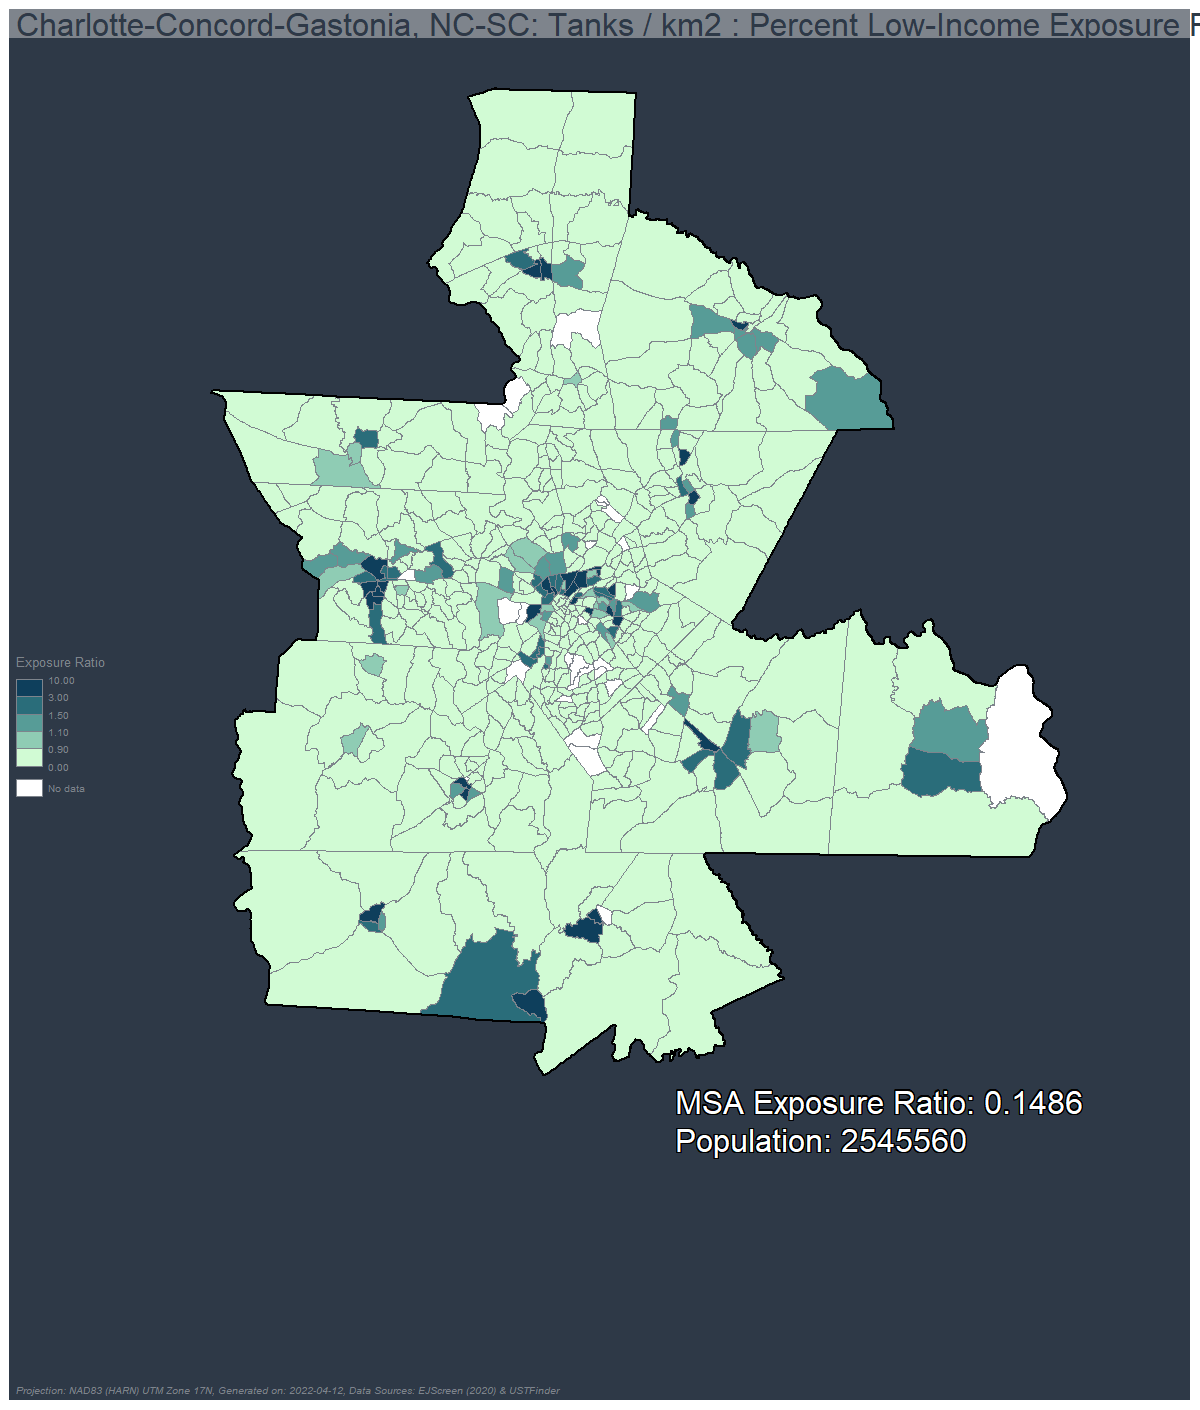 Charlotte-Concord-Gastonia, NC-SC: Tanks / km2 : Percent Low-Income Exposure
Exposure Ratio
10.00
3.00
1.50
1.10
0.90
0.00
No data
MSA Exposure Ratio: 0.1486
Population: 2545560
Projection: NAD83 (HARN) UTM Zone 17N, Generated on: 2022-04-12, Data Sources: EJScreen (2020) & USTFinder